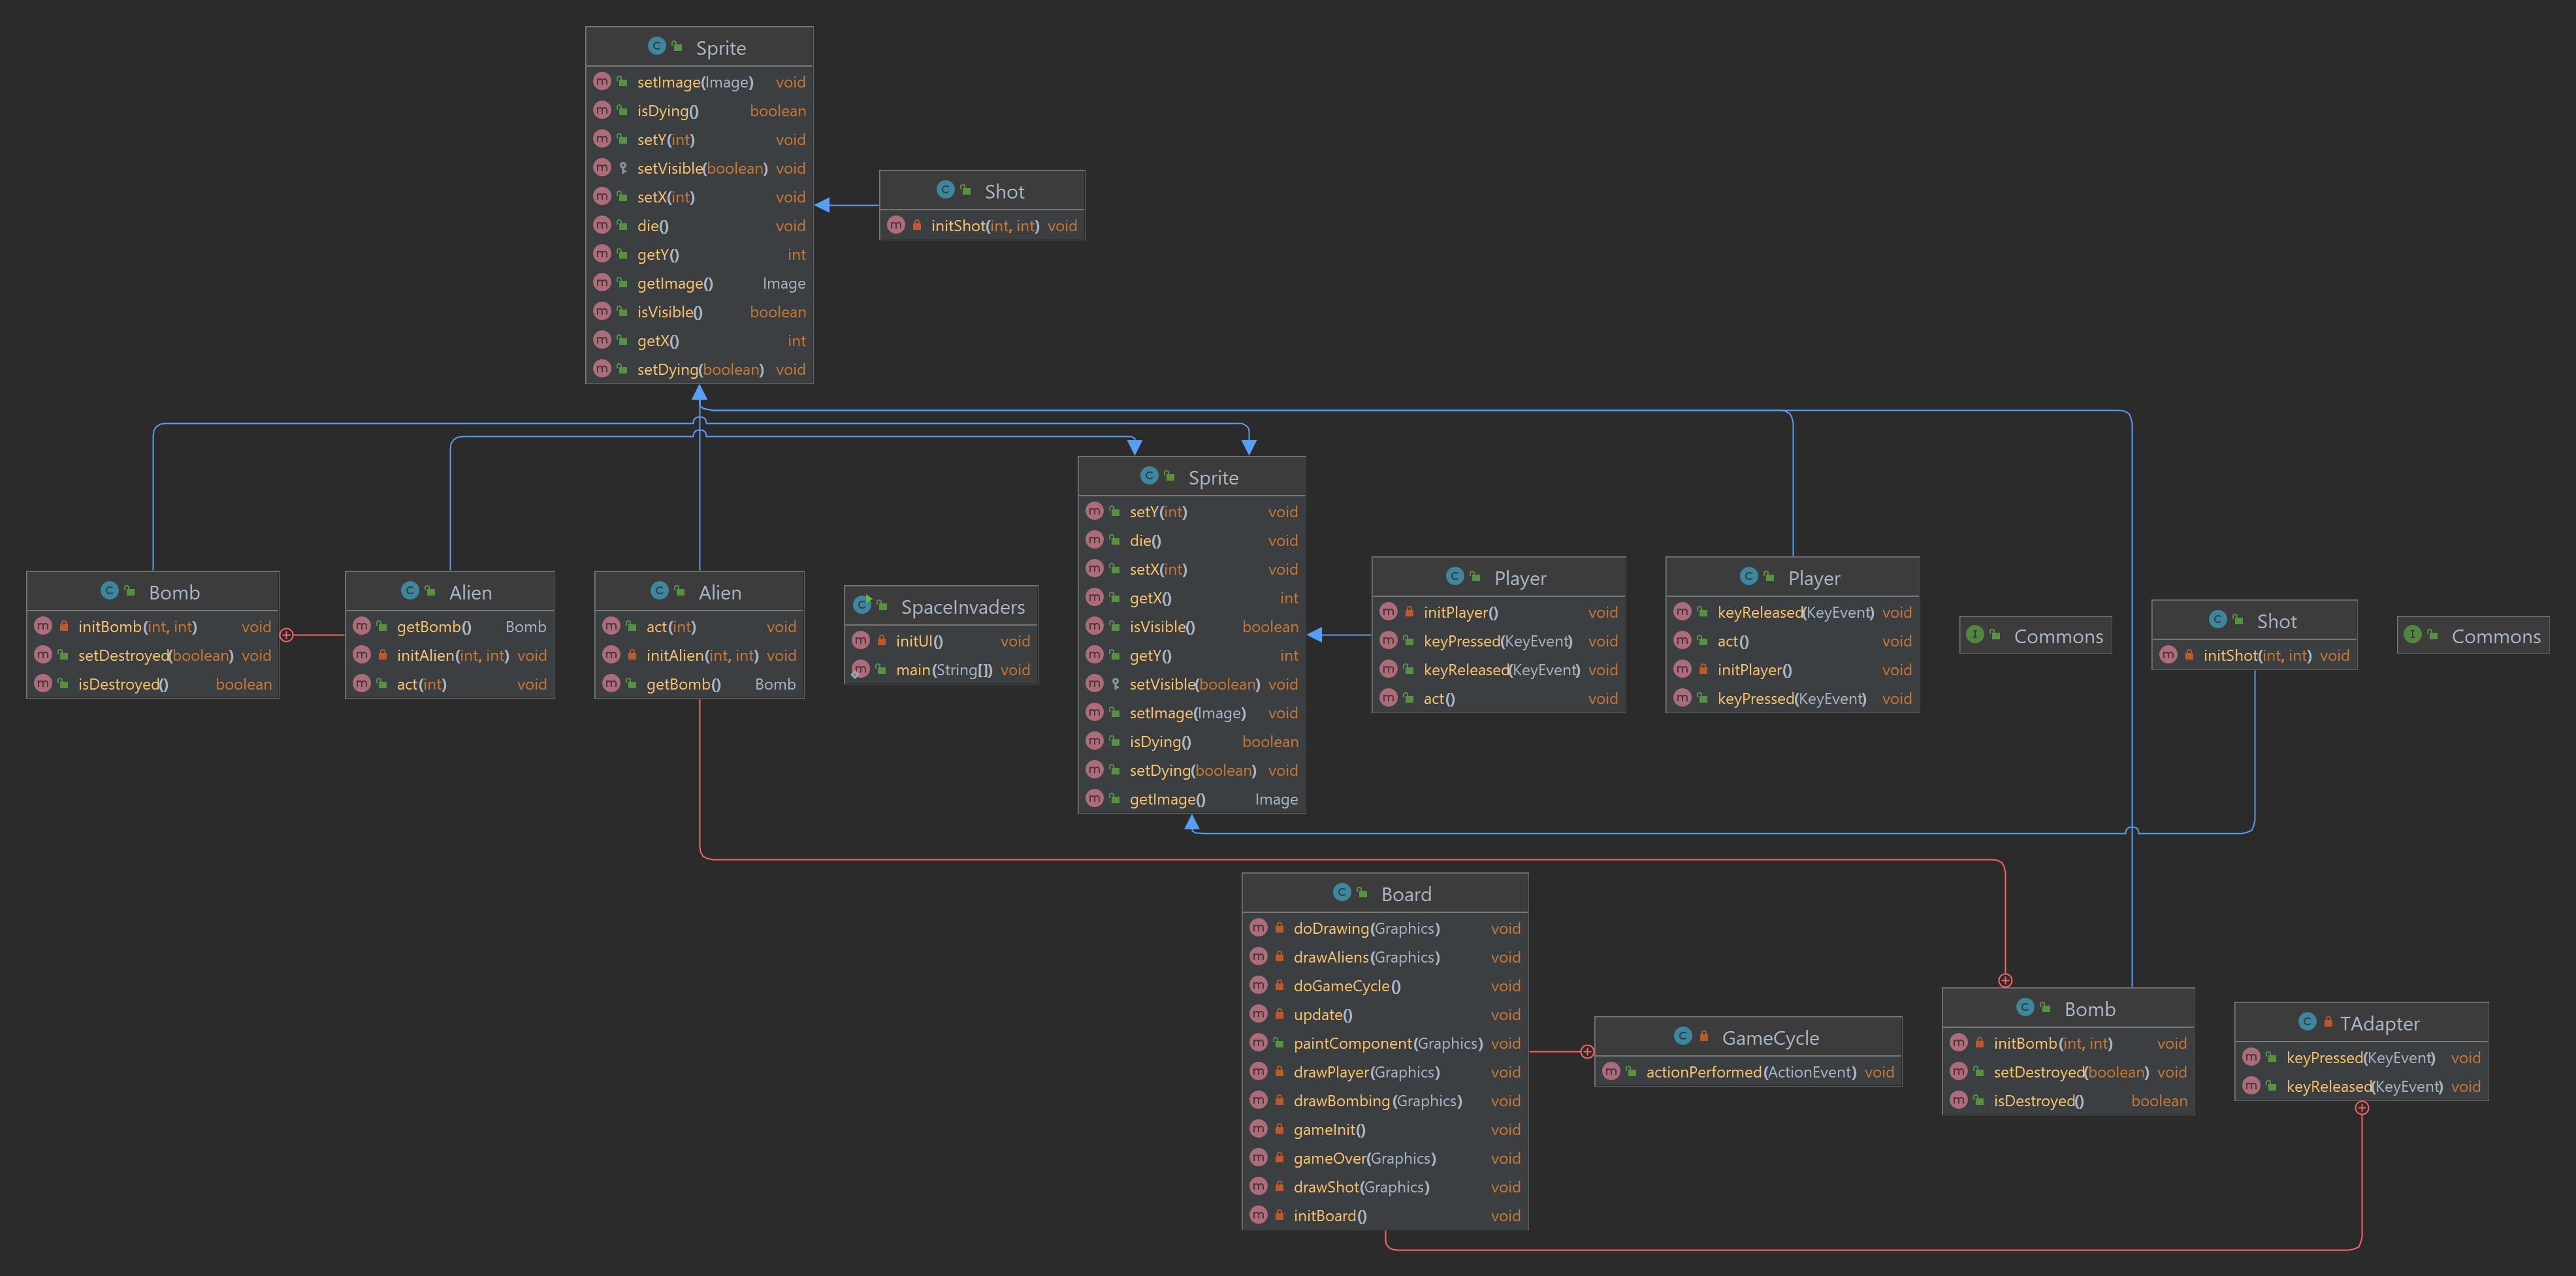 Sprite
setImage(Image) void
isDying() boolean
setY(int) void
setVisible(boolean) void
setX(int) void
die() void
getY() int
getImage() Image
isVisible() boolean
getX() int
setDying(boolean) void
Shot
initShot(int, int) void
Sprite
setY(int) void
die() void
setX(int) void
getX() int
isVisible() boolean
getY() int
setVisible(boolean) void
setImage(Image) void
isDying() boolean
setDying(boolean) void
getImage() Image
Bomb
initBomb(int, int) void
setDestroyed(boolean) void
isDestroyed() boolean
Alien
getBomb() Bomb
initAlien(int, int) void
act(int) void
Alien
act(int) void
initAlien(int, int) void
getBomb() Bomb
SpaceInvaders
initUI() void
main(String[]) void
Player
initPlayer() void
keyPressed(KeyEvent) void
keyReleased(KeyEvent) void
act() void
Player
keyReleased(KeyEvent) void
act() void
initPlayer() void
keyPressed(KeyEvent) void
Commons
Shot
initShot(int, int) void
Commons
Board
doDrawing(Graphics) void
drawAliens(Graphics) void
doGameCycle() void
update() void
paintComponent(Graphics) void
drawPlayer(Graphics) void
drawBombing(Graphics) void
gameInit() void
gameOver(Graphics) void
drawShot(Graphics) void
initBoard() void
GameCycle
actionPerformed(ActionEvent) void
Bomb
initBomb(int, int) void
setDestroyed(boolean) void
isDestroyed() boolean
TAdapter
keyPressed(KeyEvent) void
keyReleased(KeyEvent) void